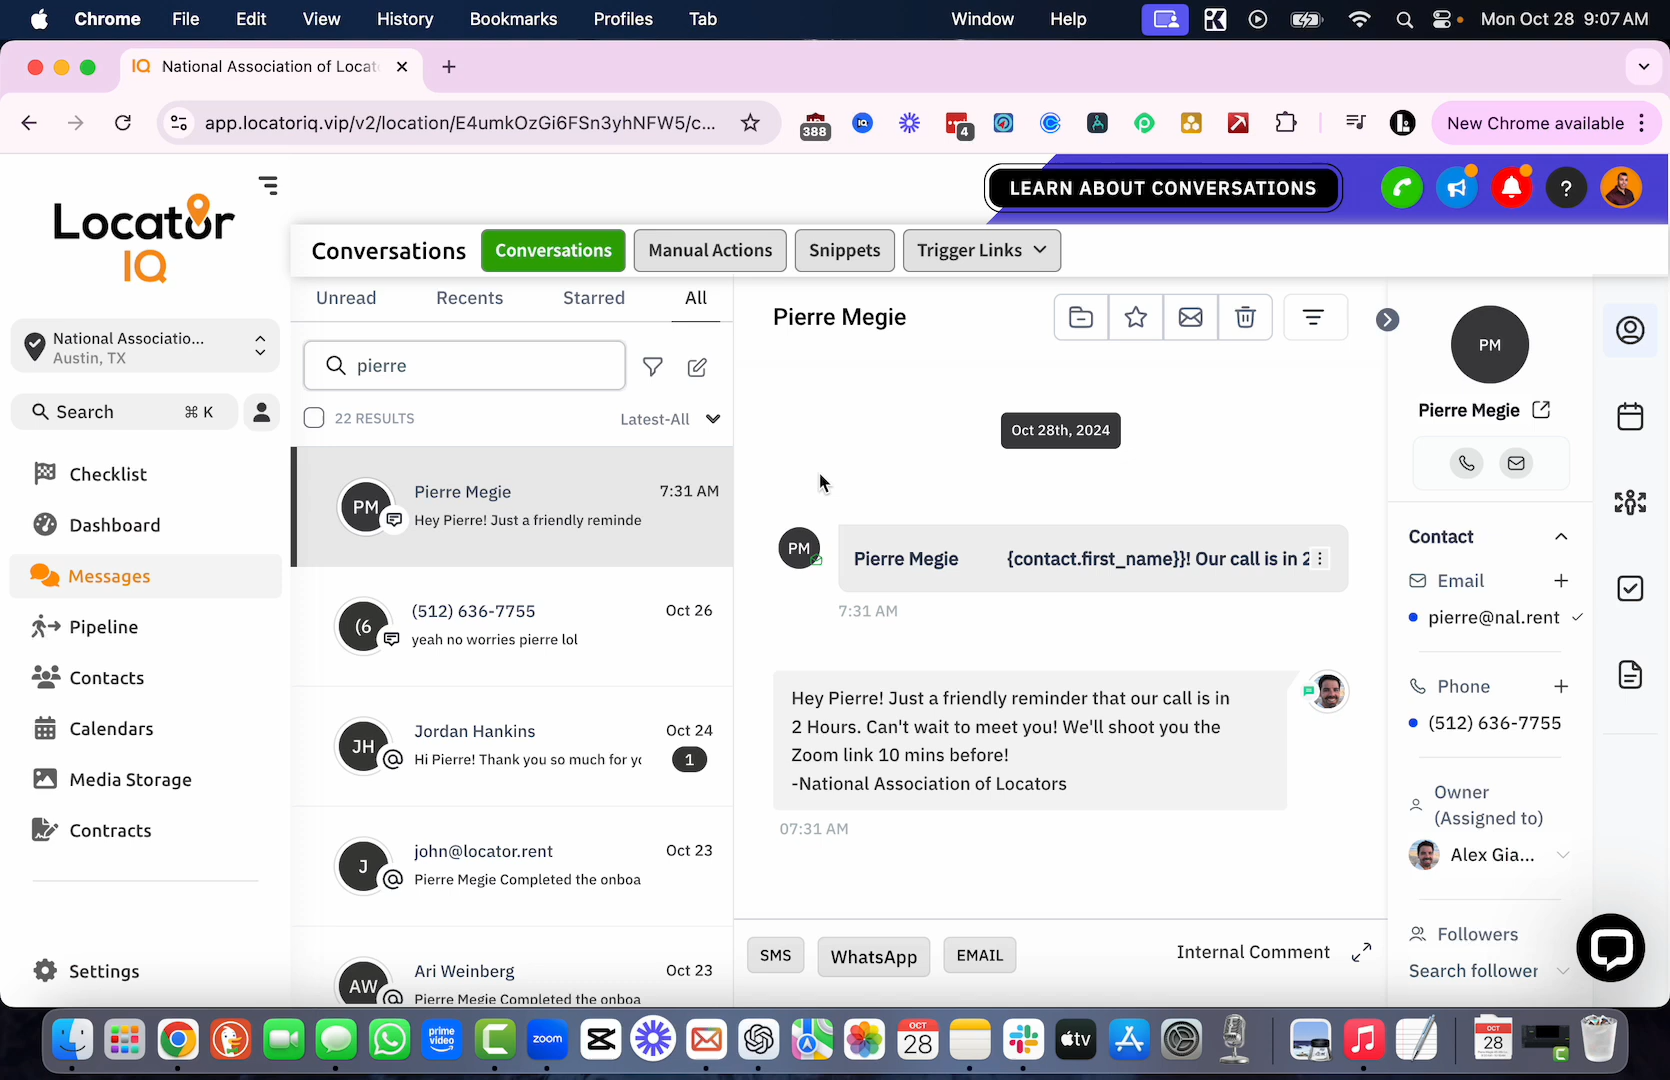 Chrome File Edit View History Bookmarks Profiles Tab Window Help Mon Oct 28 9:07 AM
IQ National Association of Locat
app.locatoriq.vip/v2/location/E4umkOzGi6FSn3yhNFW5/c...
388
IQ
4
New Chrome available
Locator
IQ
LEARN ABOUT CONVERSATIONS
?
Conversations Conversations Manual Actions Snippets Trigger Links
National Associatio...
Austin, TX
Search ⌘ K
Checklist
Dashboard
Messages
Pipeline
Contacts
Calendars
Media Storage
Contracts
Settings
Unread Recents Starred All
pierre
22 RESULTS Latest-All
PM
Pierre Megie 7:31 AM
Hey Pierre! Just a friendly reminde
(6
(512) 636-7755 Oct 26
yeah no worries pierre lol
JH
Jordan Hankins Oct 24
Hi Pierre! Thank you so much for yo
1
J
john@locator.rent Oct 23
Pierre Megie Completed the onboa
AW
Ari Weinberg Oct 23
Pierre Megie Completed the onboa
Pierre Megie
Oct 28th, 2024
PM
Pierre Megie {contact.first_name}}! Our call is in 2
7:31 AM
Hey Pierre! Just a friendly reminder that our call is in
2 Hours. Can't wait to meet you! We'll shoot you the
Zoom link 10 mins before!
-National Association of Locators
07:31 AM
SMS WhatsApp EMAIL Internal Comment
PM
Pierre Megie
Contact
Email
pierre@nal.rent
Phone
(512) 636-7755
Owner
(Assigned to)
Alex Gia...
Followers
Search follower
prime
video
zoom
OCT
28
tv
OCT
28